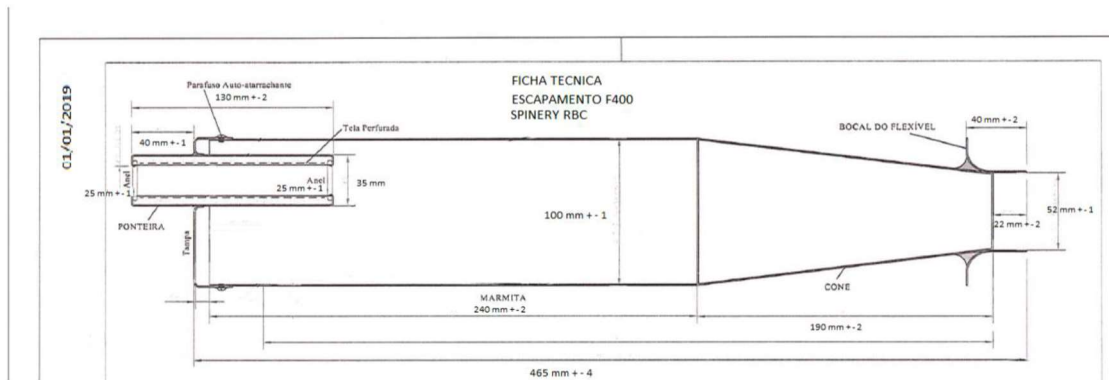 01/01/2019
FICHA TECNICA
ESCAPAMENTO F400
SPINERY RBC
Parafuso Auto-atarrachante
130 mm +- 2
40 mm +- 1
Tela Perfurada
BOCAL DO FLEXÍVEL
40 mm +- 2
Anel
25 mm +- 1
Anel
25 mm +- 1
35 mm
PONTEIRA
Tampa
100 mm +- 1
22 mm +- 2
52 mm +- 1
CONE
MARMITA
240 mm +- 2
190 mm +- 2
465 mm +- 4